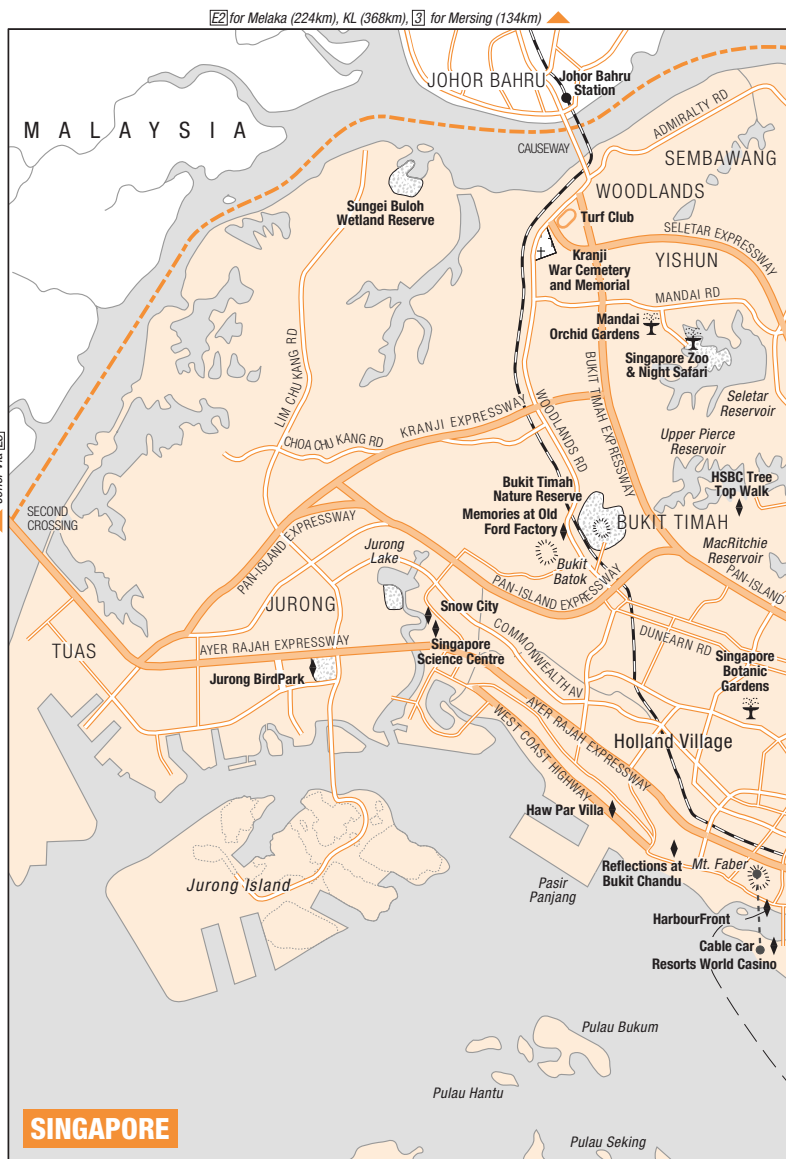 E2 for Melaka (224km), KL (368km), 3 for Mersing (134km)
JOHOR BAHRU
Johor Bahru
Station
MALAYSIA
ADMIRALTY RD
CAUSEWAY
SEMBAWANG
WOODLANDS
Sungei Buloh
Wetland Reserve
Turf Club
SELETAR EXPRESSWAY
Kranji
War Cemetery
and Memorial
YISHUN
MANDAI RD
Mandai
Orchid Gardens
Singapore Zoo
& Night Safari
LIM CHU KANG RD
BUKIT TIMAH EXPRESSWAY
Seletar
Reservoir
KRANJI EXPRESSWAY
WOODLANDS RD
CHOA CHU KANG RD
Upper Pierce
Reservoir
HSBC Tree
Top Walk
Bukit Timah
Nature Reserve
Memories at Old
Ford Factory
BUKIT TIMAH
SECOND
CROSSING
PAN-ISLAND EXPRESSWAY
Jurong
Lake
Bukit
Batok
MacRitchie
Reservoir
PAN-ISLAND EXPRESSWAY
PAN-ISLAND
JURONG
Snow City
COMMONWEALTH AV
DUNEARN RD
TUAS
AYER RAJAH EXPRESSWAY
Singapore
Science Centre
Singapore
Botanic
Gardens
Jurong BirdPark
AYER RAJAH EXPRESSWAY
WEST COAST HIGHWAY
Holland Village
Haw Par Villa
Reflections at
Bukit Chandu
Mt. Faber
Jurong Island
Pasir
Panjang
HarbourFront
Cable car
Resorts World Casino
Pulau Bukum
Pulau Hantu
SINGAPORE
Pulau Seking